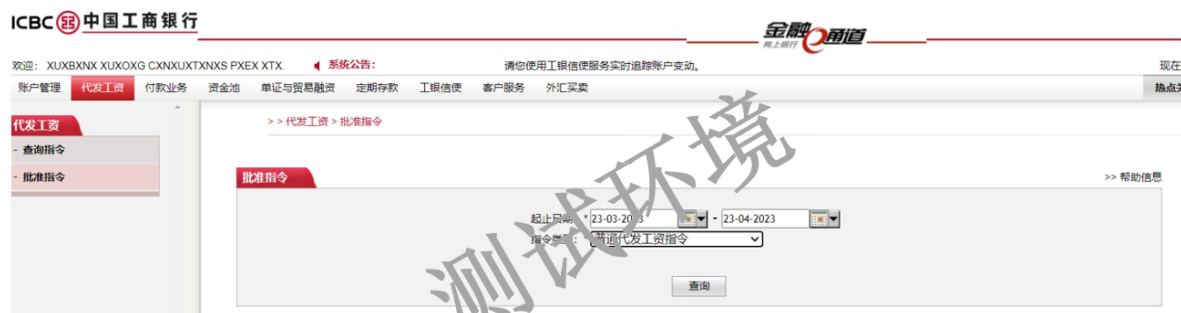 ICBC 中国工商银行
金融e通道
网上银行
欢迎: XUXBXNX XUXOXG CXNXUXTXNXS PXEX XTX. 系统公告: 请您使用工银信使服务实时追踪账户变动。 现在
账户管理 代发工资 付款业务 资金池 单证与贸易融资 定期存款 工银信使 客户服务 外汇买卖 热点关
代发工资
> > 代发工资 > 批准指令
- 查询指令
- 批准指令
批准指令 >> 帮助信息
起止日期: * 23-03-2023 - 23-04-2023
指令类型: * 普通代发工资指令
查询
测试环境